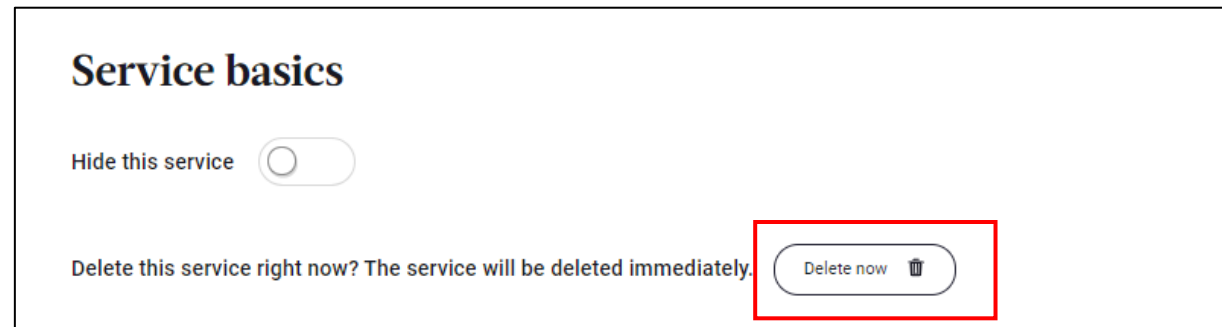 Service basics
Hide this service
Delete this service right now? The service will be deleted immediately. Delete now